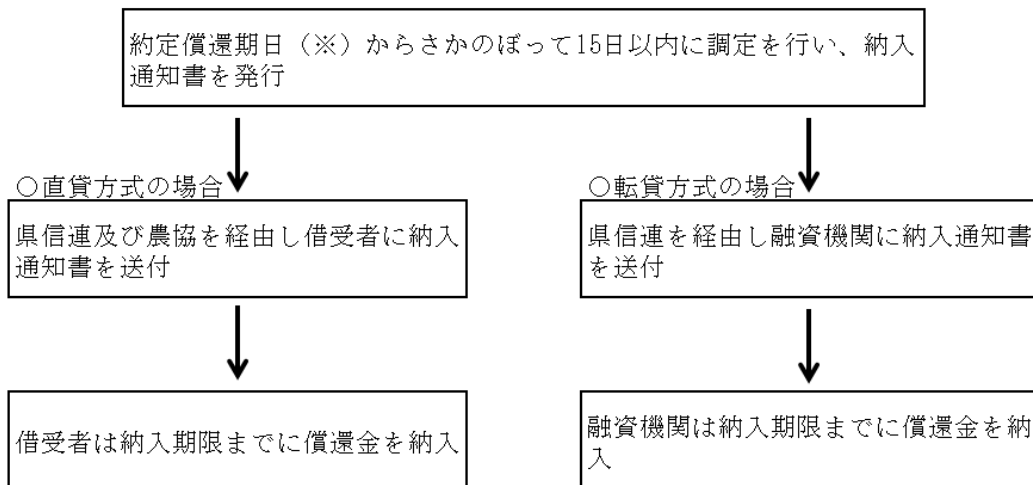 約定償還期日（※）からさかのぼって15日以内に調定を行い、納入
通知書を発行
○直貸方式の場合
県信連及び農協を経由し借受者に納入
通知書を送付
借受者は納入期限までに償還金を納入
○転貸方式の場合
県信連を経由し融資機関に納入通知書
を送付
融資機関は納入期限までに償還金を納
入